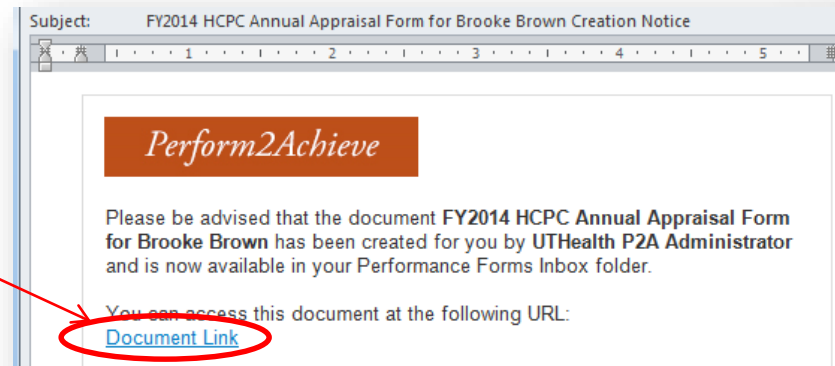 Subject: FY2014 HCPC Annual Appraisal Form for Brooke Brown Creation Notice
1 2 3 4 5
Perform2Achieve
Please be advised that the document FY2014 HCPC Annual Appraisal Form
for Brooke Brown has been created for you by UTHealth P2A Administrator
and is now available in your Performance Forms Inbox folder.
You can access this document at the following URL:
Document Link